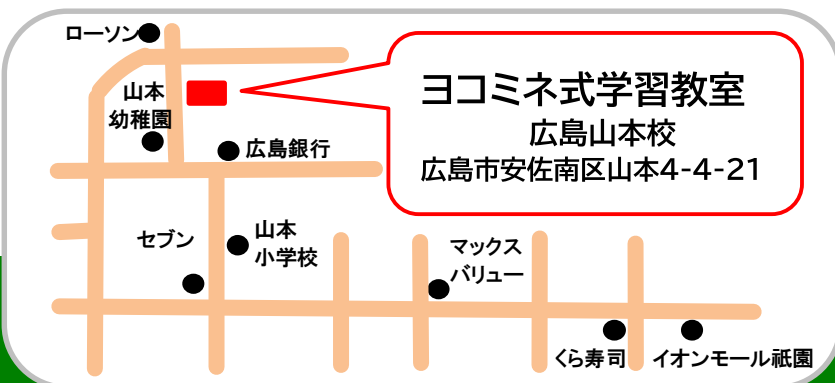 ローソン
ヨコミネ式学習教室
広島山本校
広島市安佐南区山本4-4-21
山本
幼稚園
広島銀行
セブン
山本
小学校
マックス
バリュー
くら寿司
イオンモール祇園